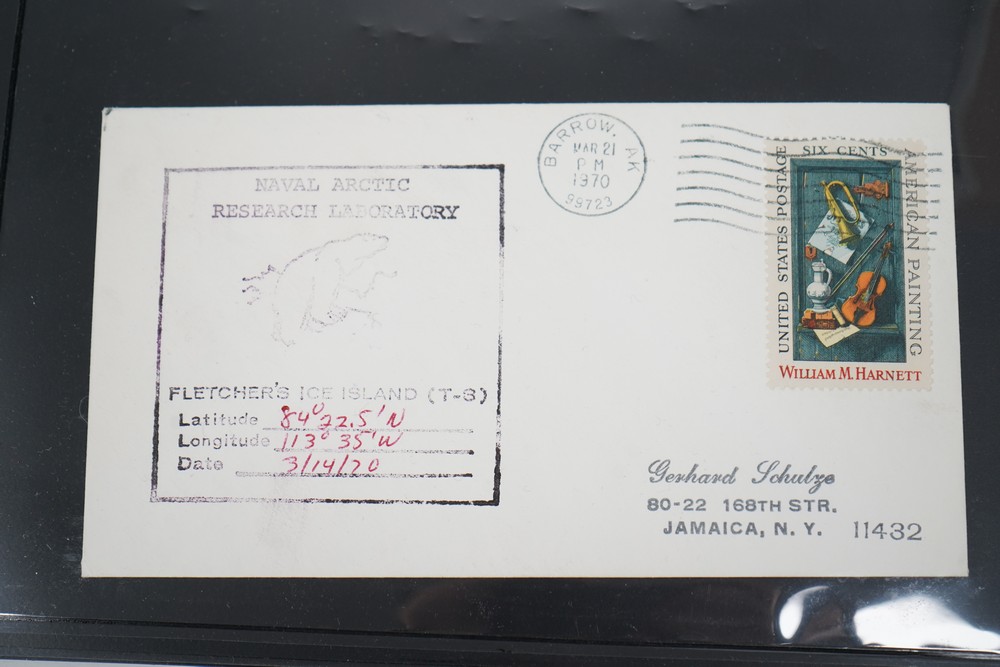 NAVAL ARCTIC
RESEARCH LABORATORY
FLETCHER'S ICE ISLAND (T-3)
Latitude 84° 22.5' N
Longitude 113° 35' W
Date 3/14/70
BARROW, AK
MAR 21
PM
1970
99723
SIX CENTS
UNITED STATES POSTAGE
AMERICAN PAINTING
WILLIAM M. HARNETT
Gerhard Schulze
80-22 168TH STR.
JAMAICA, N. Y. 11432